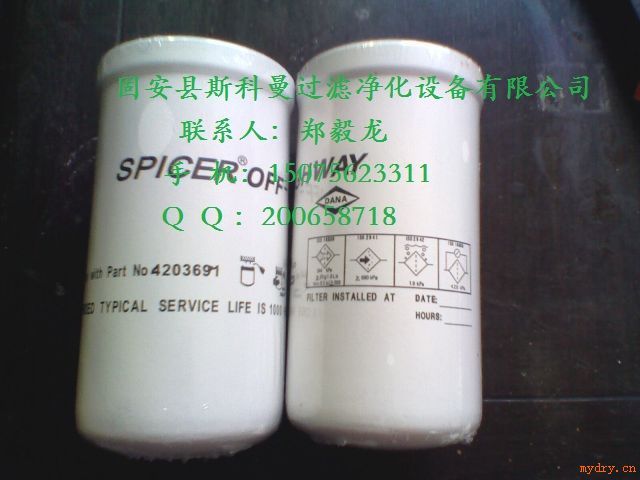 固安县斯科曼过滤净化设备有限公司
联系人：郑毅龙
手 机：15075623311
Q Q ：200658718
SPICER®
OFF-HIGHWAY
DANA
with Part No 4203691
TYPICAL SERVICE LIFE IS 1000
FILTER INSTALLED AT DATE:
HOURS:
mydry.cn